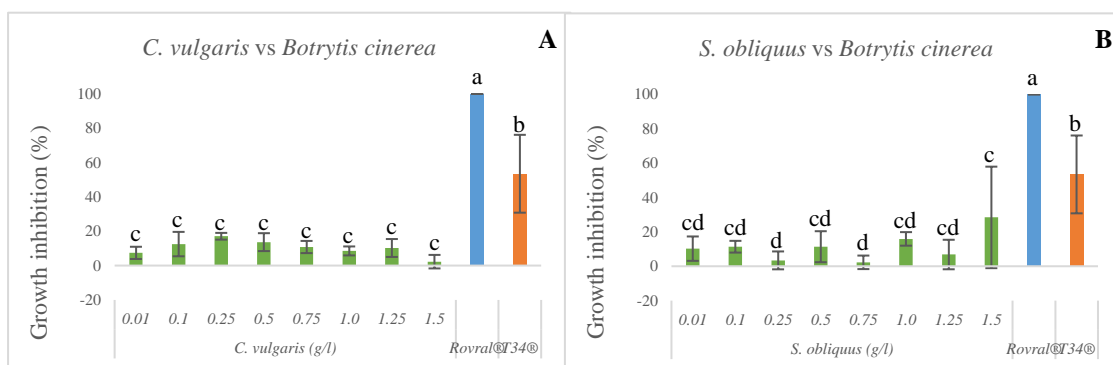 C. vulgaris vs Botrytis cinerea
A
a
100
80
b
60
40
c c c c c c c c
20
0
-20
Growth inhibition (%)
0.01 0.1 0.25 0.5 0.75 1.0 1.25 1.5
C. vulgaris (g/l) Rovral® T34®
S. obliquus vs Botrytis cinerea
B
a
100
80
b
60
c
40
cd cd d cd d cd cd
20
0
-20
Growth inhibition (%)
0.01 0.1 0.25 0.5 0.75 1.0 1.25 1.5
S. obliquus (g/l) Rovral® T34®